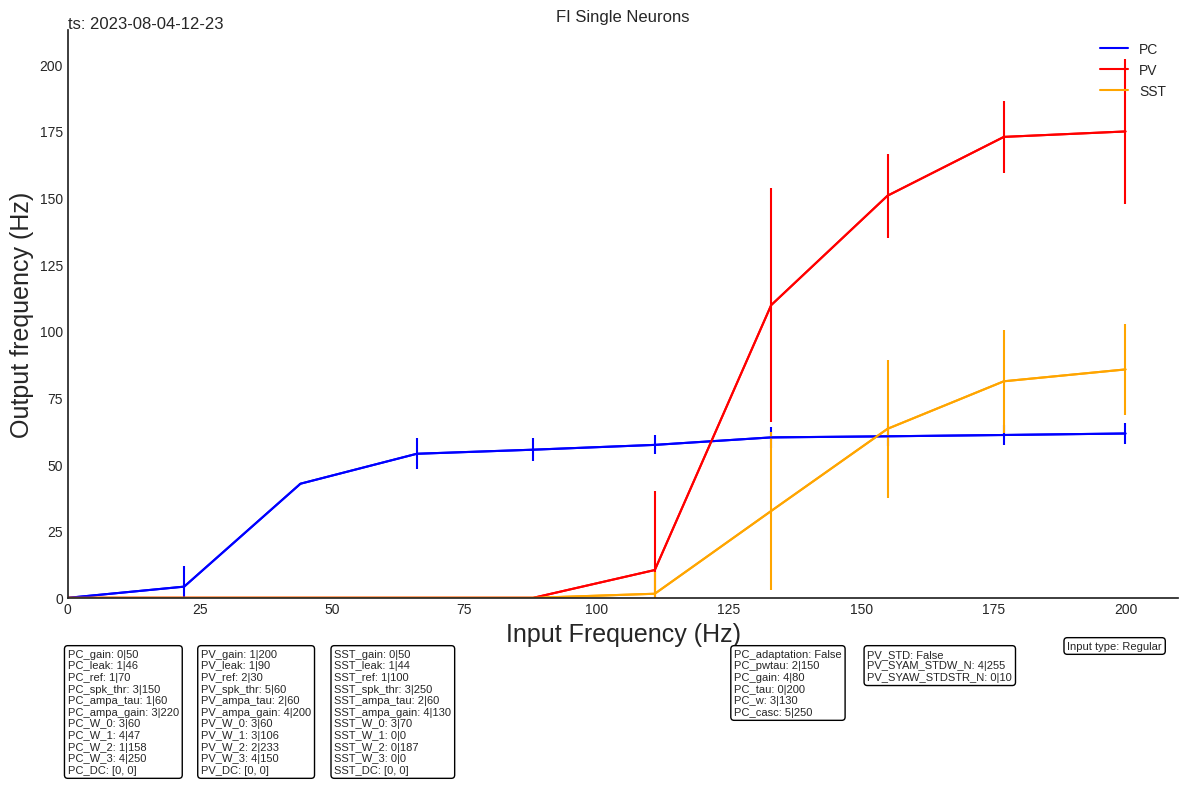 ts: 2023-08-04-12-23
FI Single Neurons
PC
PV
SST
Output frequency (Hz)
200
175
150
125
100
75
50
25
0
0 25 50 75 100 125 150 175 200
Input Frequency (Hz)
PC_gain: 0|50
PC_leak: 1|46
PC_ref: 1|70
PC_spk_thr: 3|150
PC_ampa_tau: 1|60
PC_ampa_gain: 3|220
PC_W_0: 3|60
PC_W_1: 4|47
PC_W_2: 1|158
PC_W_3: 4|250
PC_DC: [0, 0]
PV_gain: 1|200
PV_leak: 1|90
PV_ref: 2|30
PV_spk_thr: 5|60
PV_ampa_tau: 2|60
PV_ampa_gain: 4|200
PV_W_0: 3|60
PV_W_1: 3|106
PV_W_2: 2|233
PV_W_3: 4|150
PV_DC: [0, 0]
SST_gain: 0|50
SST_leak: 1|44
SST_ref: 1|100
SST_spk_thr: 3|250
SST_ampa_tau: 2|60
SST_ampa_gain: 4|130
SST_W_0: 3|70
SST_W_1: 0|0
SST_W_2: 0|187
SST_W_3: 0|0
SST_DC: [0, 0]
PC_adaptation: False
PC_pwtau: 2|150
PC_gain: 4|80
PC_tau: 0|200
PC_w: 3|130
PC_casc: 5|250
PV_STD: False
PV_SYAM_STDW_N: 4|255
PV_SYAW_STDSTR_N: 0|10
Input type: Regular